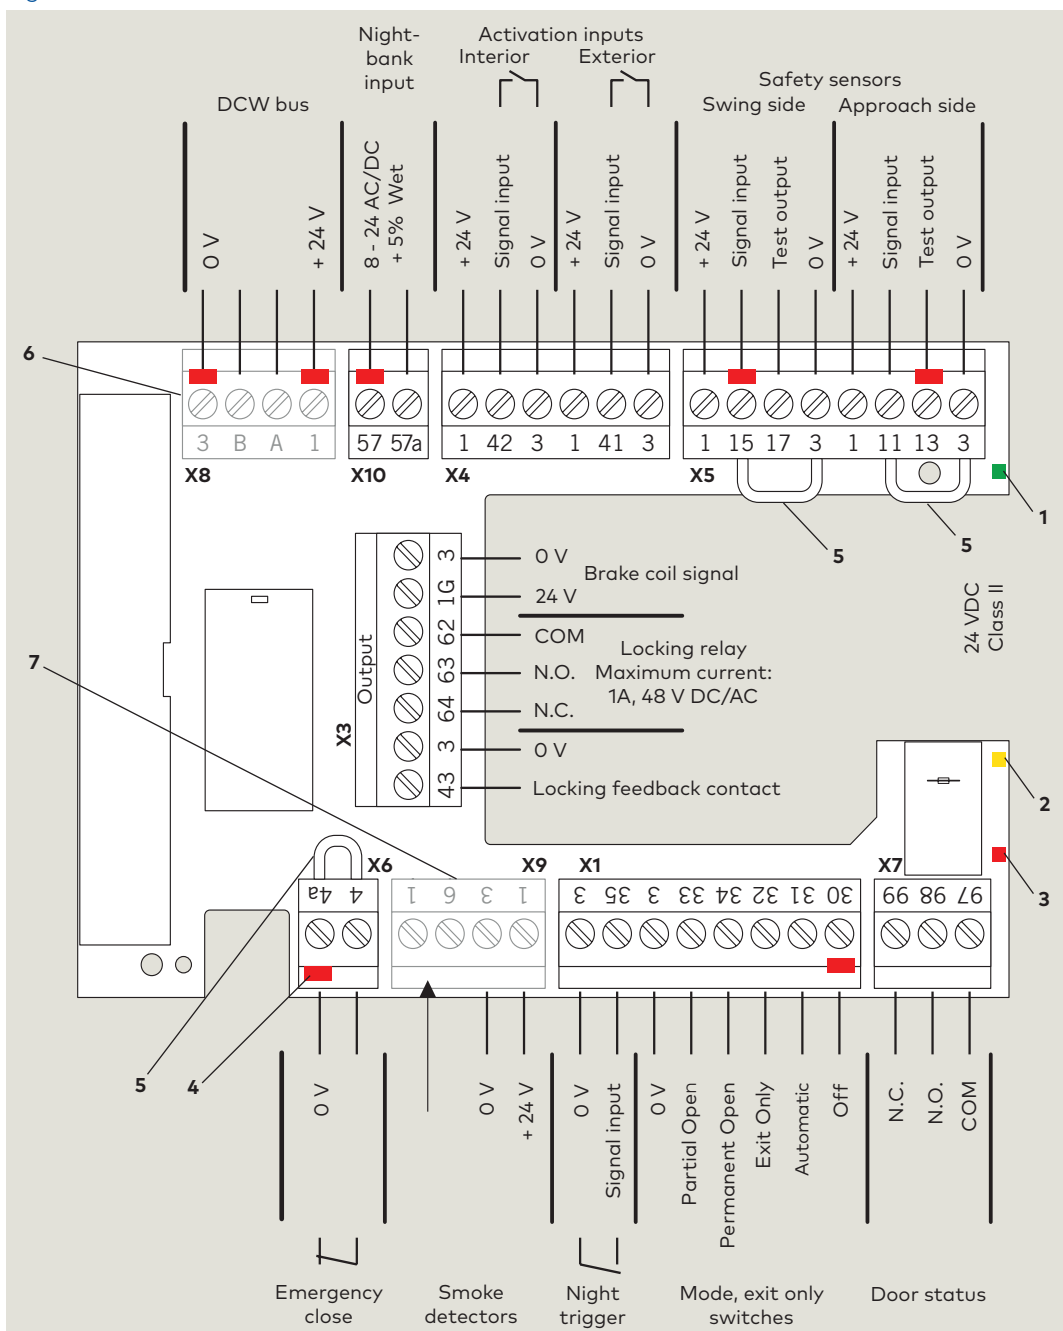 Night-
bank
input
Activation inputs
Interior
Exterior
Safety sensors
Swing side
Approach side
DCW bus
0 V
+ 24 V
8 - 24 AC/DC
+ 5% Wet
+ 24 V
Signal input
0 V
+ 24 V
Signal input
0 V
+ 24 V
Signal input
Test output
0 V
+ 24 V
Signal input
Test output
0 V
6
3 B A 1
57 57a
1 42 3 1 41 3
1 15 17 3 1 11 13 3
X8
X10
X4
X5
1
5
5
24 VDC
Class II
Output
X3
3
1G
62
63
64
3
43
0 V
24 V
Brake coil signal
COM
N.O.
N.C.
Locking relay
Maximum current:
1A, 48 V DC/AC
0 V
Locking feedback contact
7
2
3
X6
X9
X1
X7
4a 4
1 6 3 1
3 35 3 33 34 32 31 30
99 98 97
5
4
0 V
0 V
+ 24 V
0 V
Signal input
0 V
Partial Open
Permanent Open
Exit Only
Automatic
Off
N.C.
N.O.
COM
Emergency
close
Smoke
detectors
Night
trigger
Mode, exit only
switches
Door status